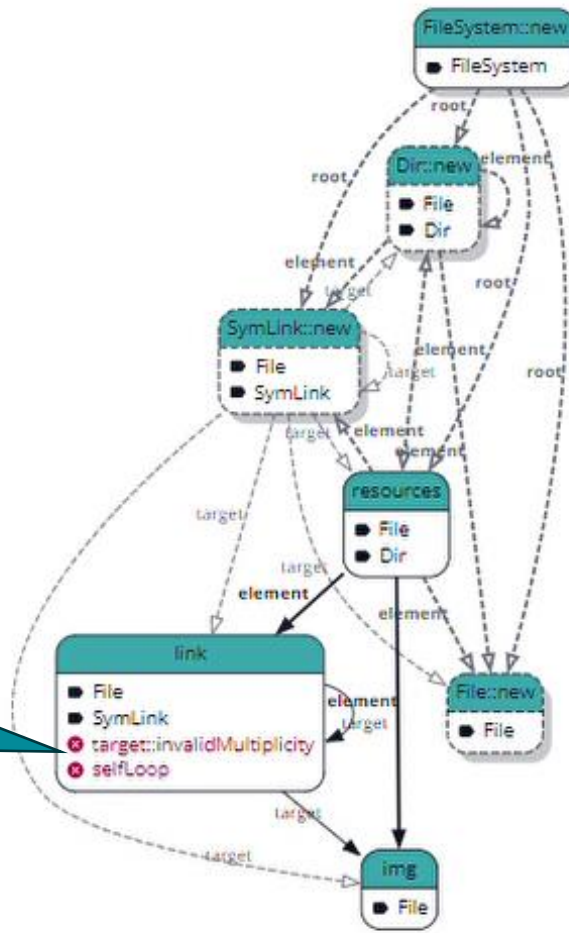 FileSystem::new
FileSystem
root
element
Dir::new
root
File
Dir
element
target
root
SymLink::new
element
root
File
target
SymLink
element
target
element
resources
target
File
target
Dir
element
element
link
element
File::new
File
target
File
SymLink
target::invalidMultiplicity
selfLoop
target
target
img
File